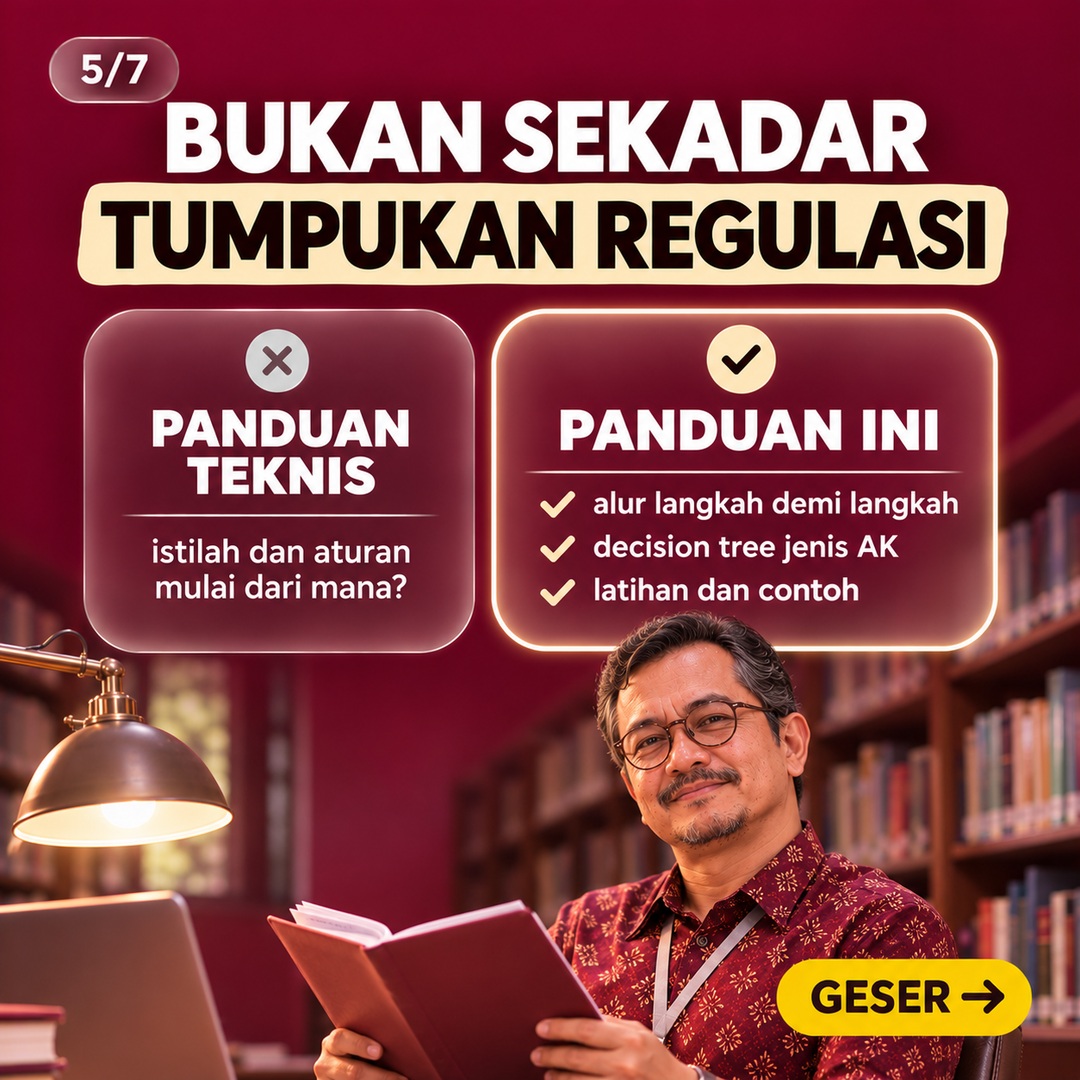 5/7
BUKAN SEKADAR
TUMPUKAN REGULASI
PANDUAN
TEKNIS
istilah dan aturan
mulai dari mana?
PANDUAN INI
alur langkah demi langkah
decision tree jenis AK
latihan dan contoh
GESER →